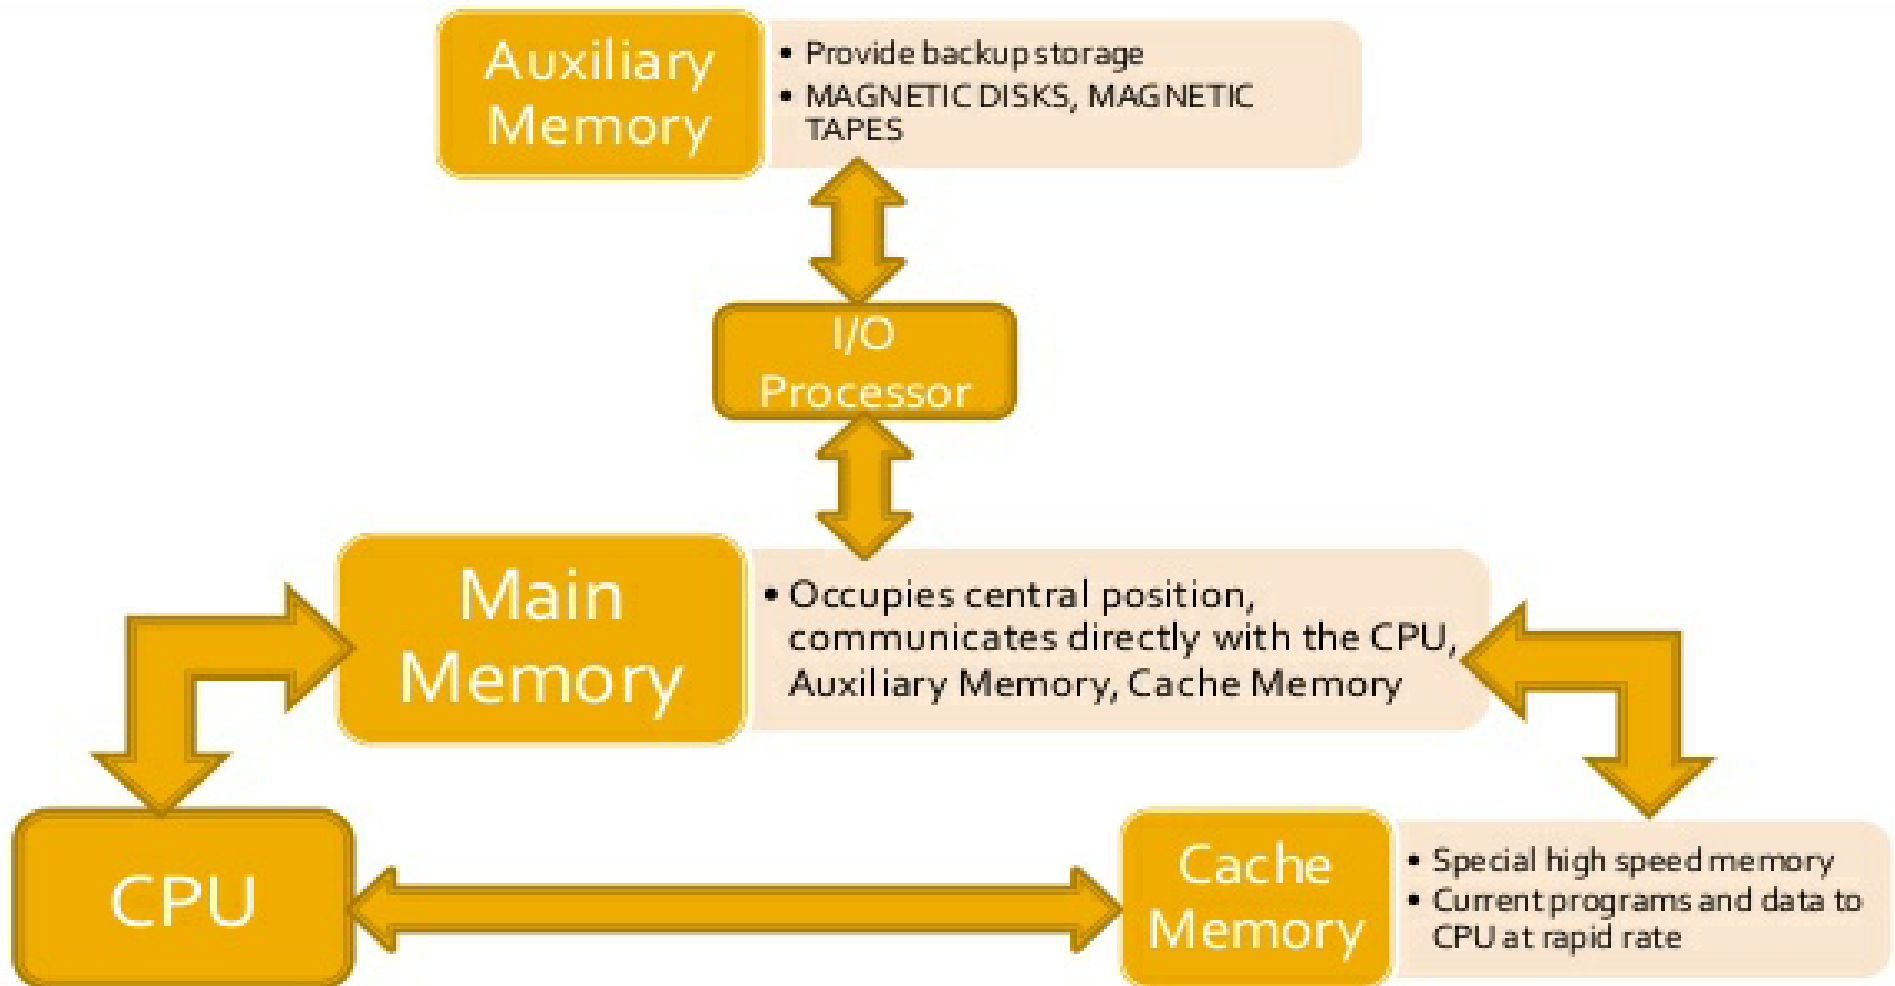 Auxiliary
Memory
• Provide backup storage
• MAGNETIC DISKS, MAGNETIC
TAPES
I/O
Processor
Main
Memory
• Occupies central position,
communicates directly with the CPU,
Auxiliary Memory, Cache Memory
CPU
Cache
Memory
• Special high speed memory
• Current programs and data to
CPU at rapid rate